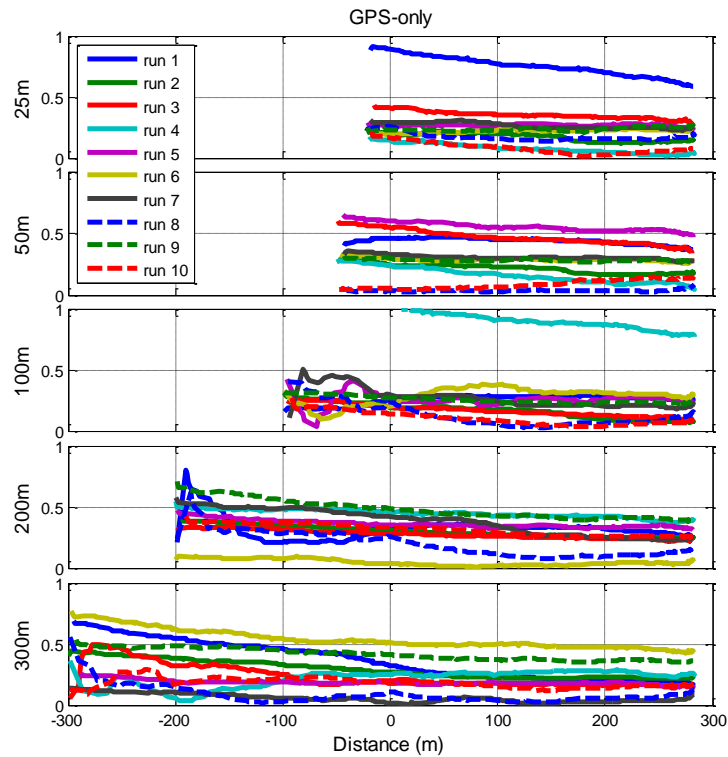 GPS-only
25m
1
0.5
0
run 1
run 2
run 3
run 4
run 5
run 6
run 7
run 8
run 9
run 10
50m
1
0.5
0
100m
1
0.5
0
200m
1
0.5
0
300m
1
0.5
0
-300 -200 -100 0 100 200 300
Distance (m)